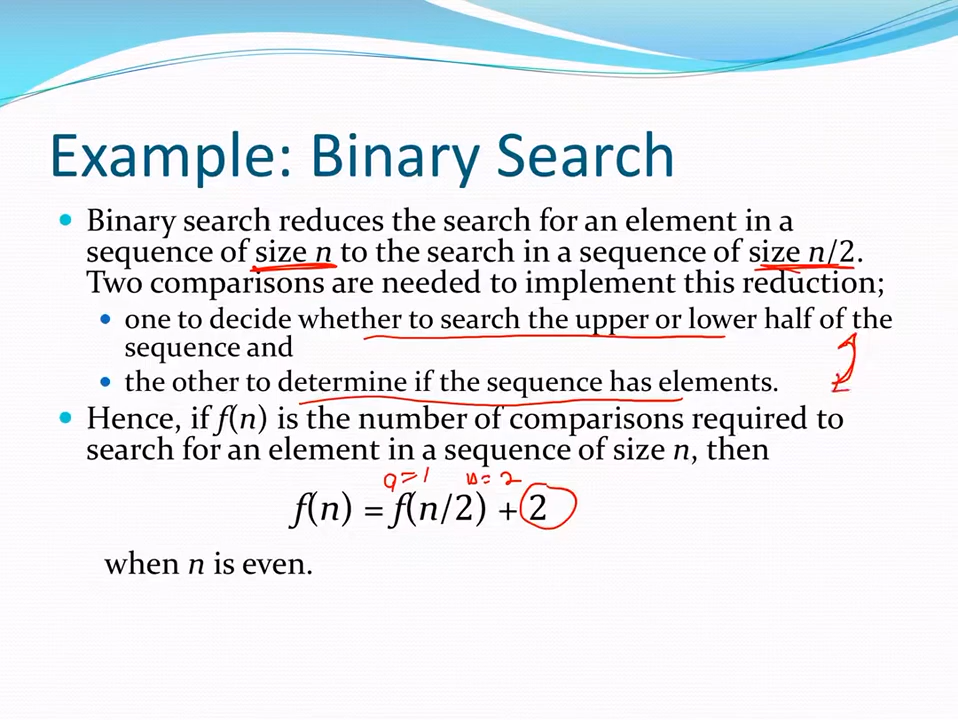 Example: Binary Search
• Binary search reduces the search for an element in a
sequence of size n to the search in a sequence of size n/2.
Two comparisons are needed to implement this reduction;
• one to decide whether to search the upper or lower half of the
sequence and
• the other to determine if the sequence has elements.
• Hence, if f(n) is the number of comparisons required to
search for an element in a sequence of size n, then
a=1 b=2
f(n) = f(n/2) + 2
when n is even.